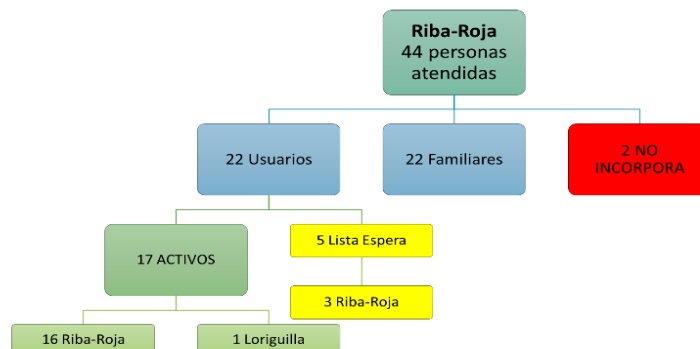 Riba-Roja
44 personas
atendidas
22 Usuarios
22 Familiares
2 NO
INCORPORA
17 ACTIVOS
5 Lista Espera
3 Riba-Roja
16 Riba-Roja
1 Loriguilla